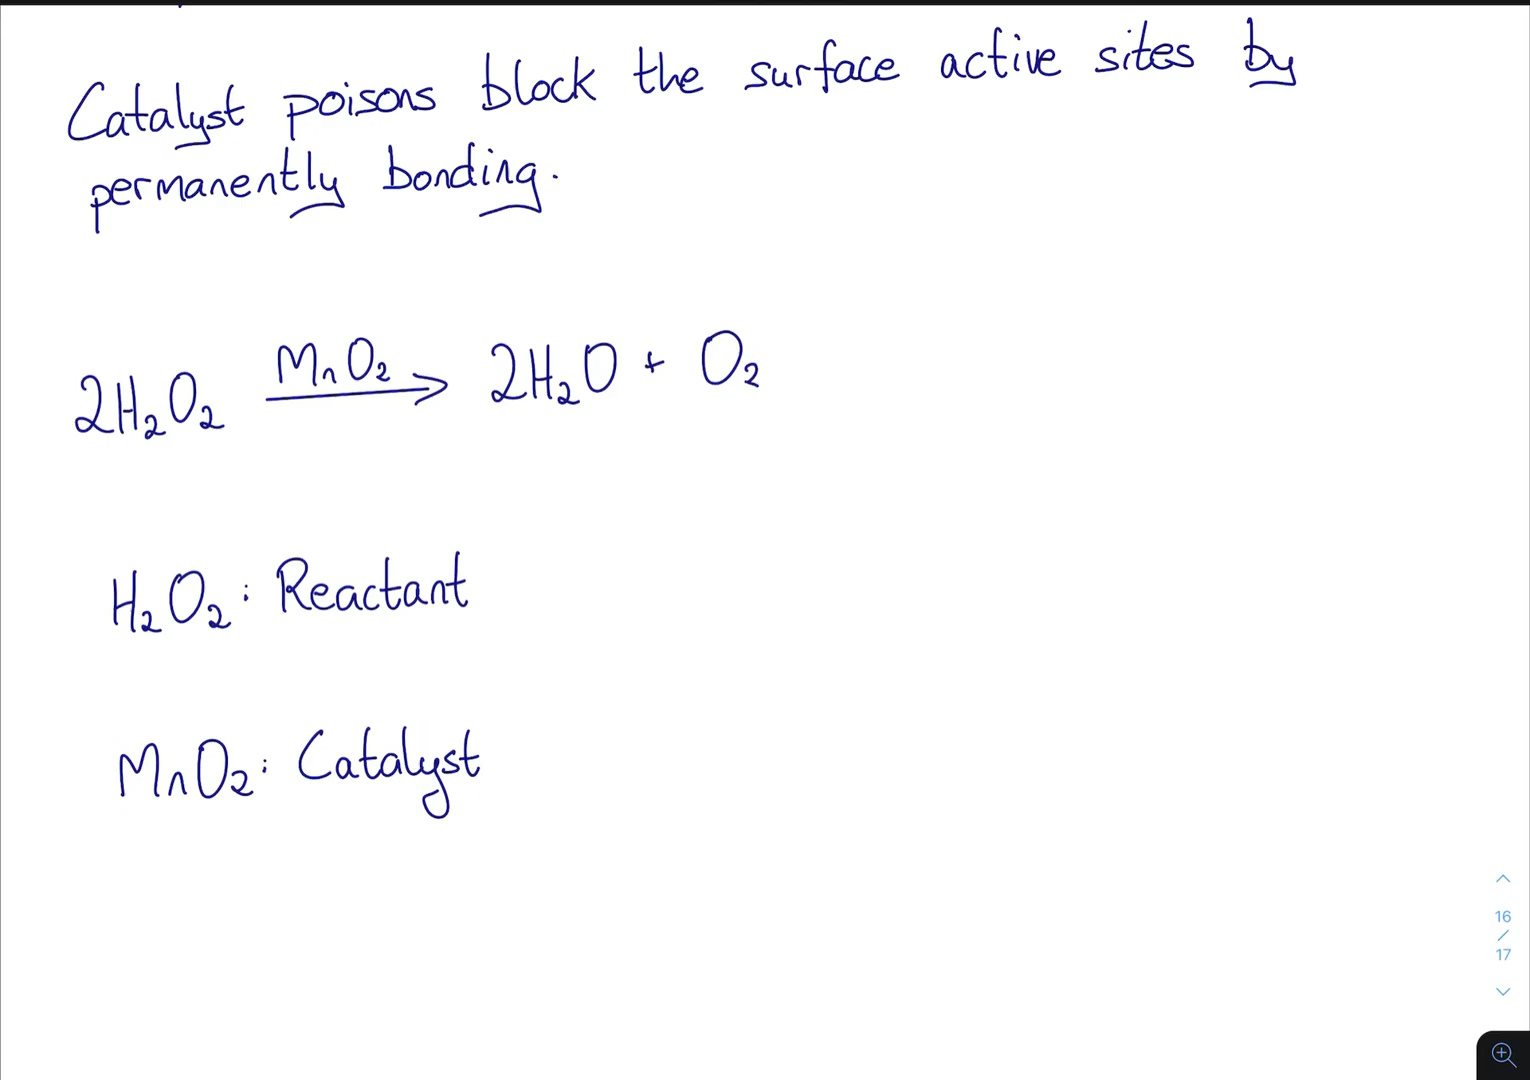 Catalyst poisons block the surface active sites by
permanently bonding.
2H₂O₂ MnO₂→ 2H₂O + O₂
H₂O₂: Reactant
MnO₂: Catalyst
16
/
17